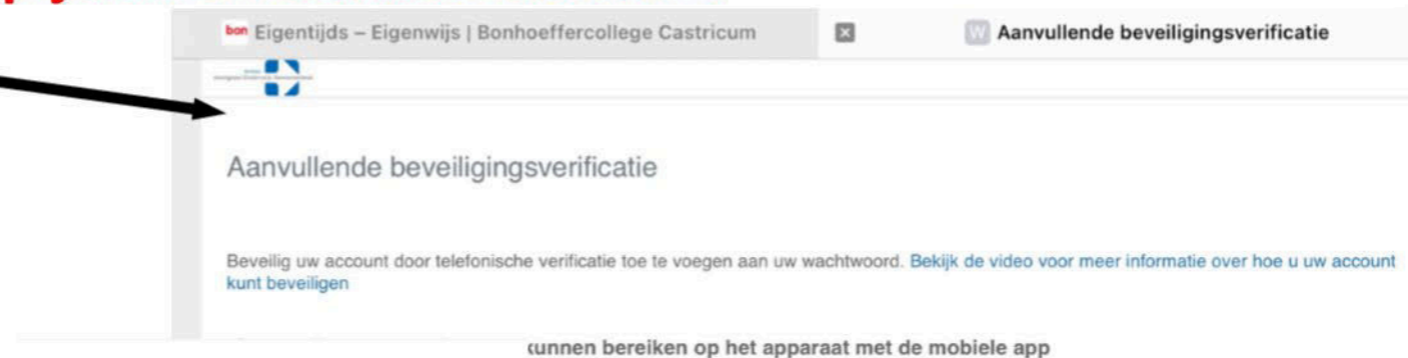 bon Eigentijds – Eigenwijs | Bonhoeffercollege Castricum
W Aanvullende beveiligingsverificatie
Aanvullende beveiligingsverificatie
Beveilig uw account door telefonische verificatie toe te voegen aan uw wachtwoord. Bekijk de video voor meer informatie over hoe u uw account
kunt beveiligen
kunnen bereiken op het apparaat met de mobiele app